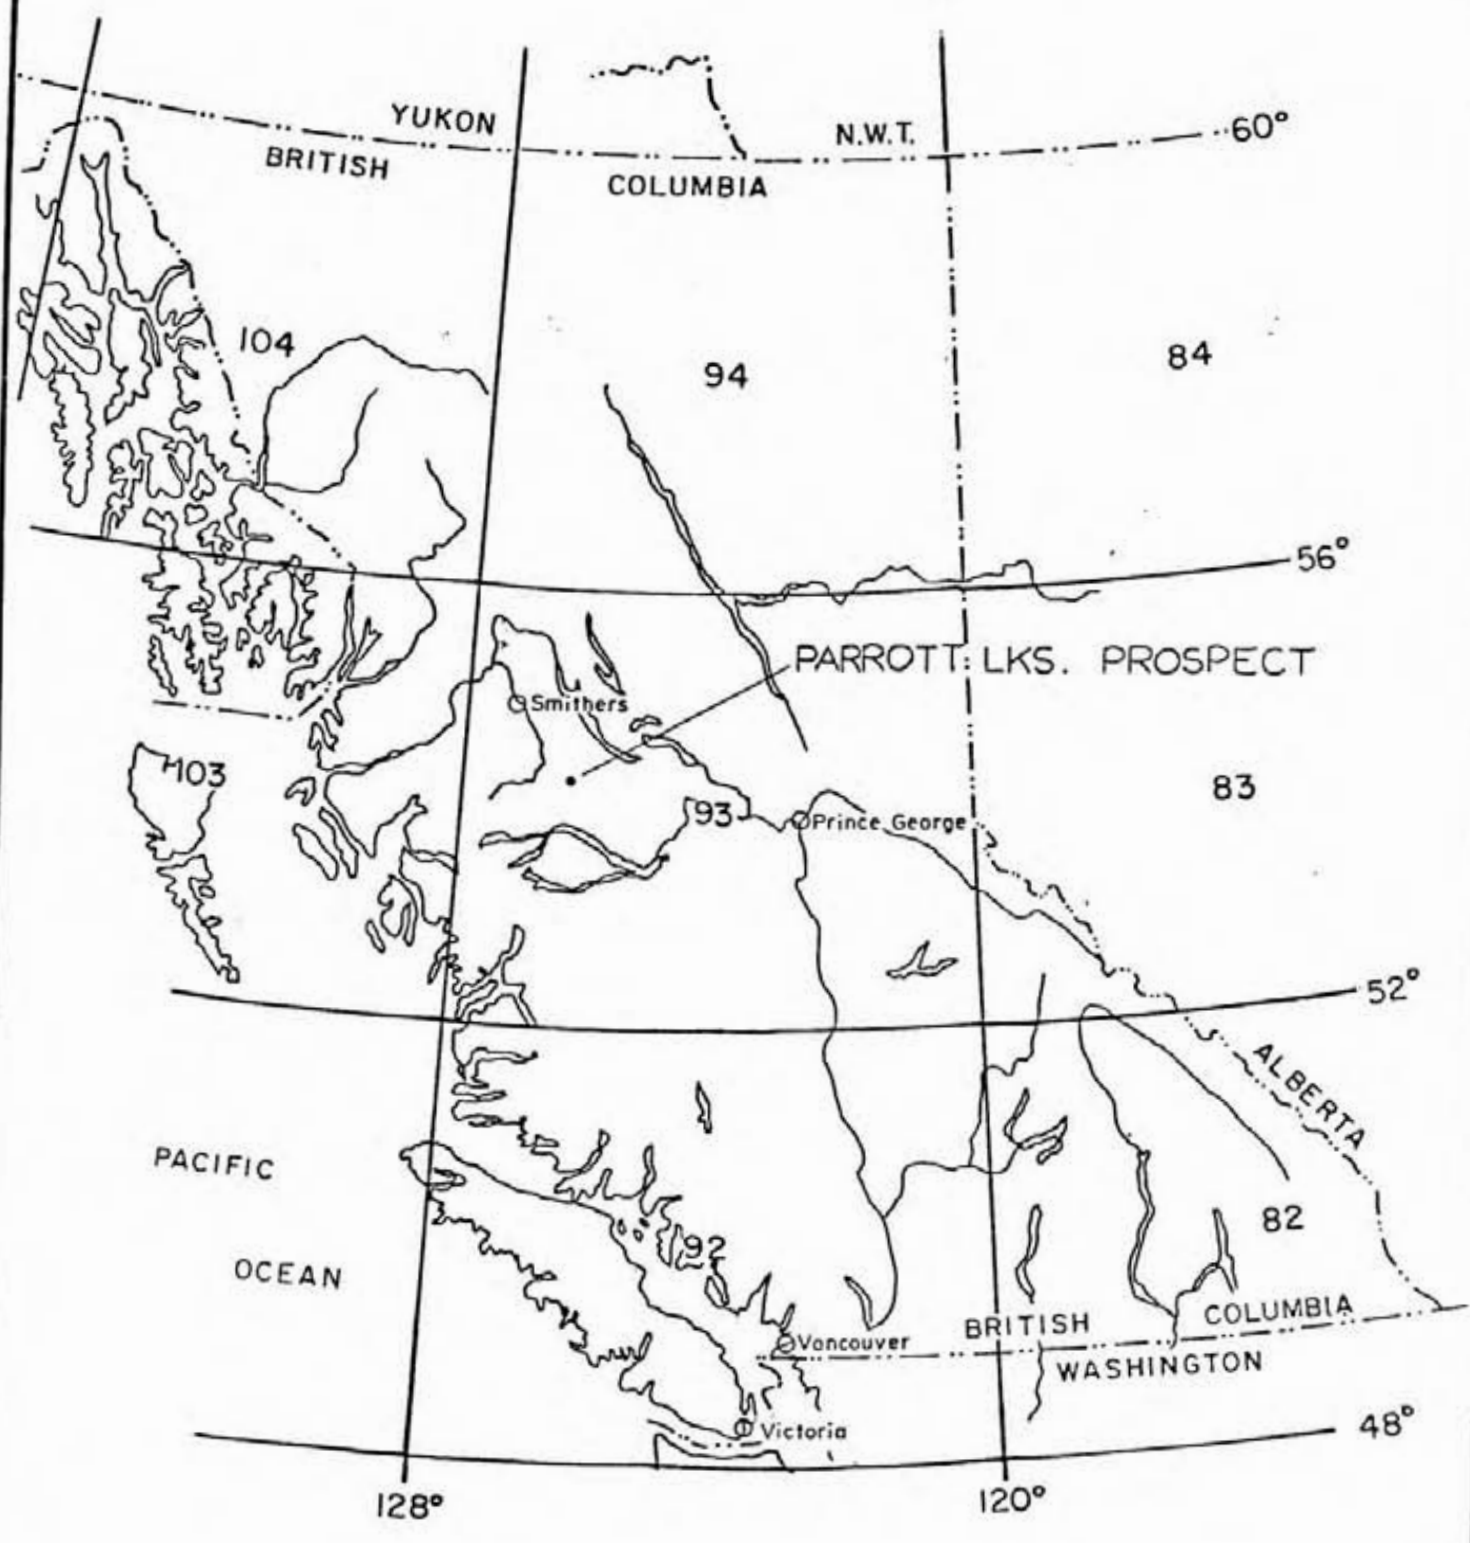 YUKON
N.W.T.
60°
BRITISH
COLUMBIA
104
94
84
56°
PARROTT LKS. PROSPECT
Smithers
103
93
83
Prince George
52°
ALBERTA
PACIFIC
OCEAN
92
82
BRITISH
COLUMBIA
Vancouver
WASHINGTON
Victoria
48°
128°
120°